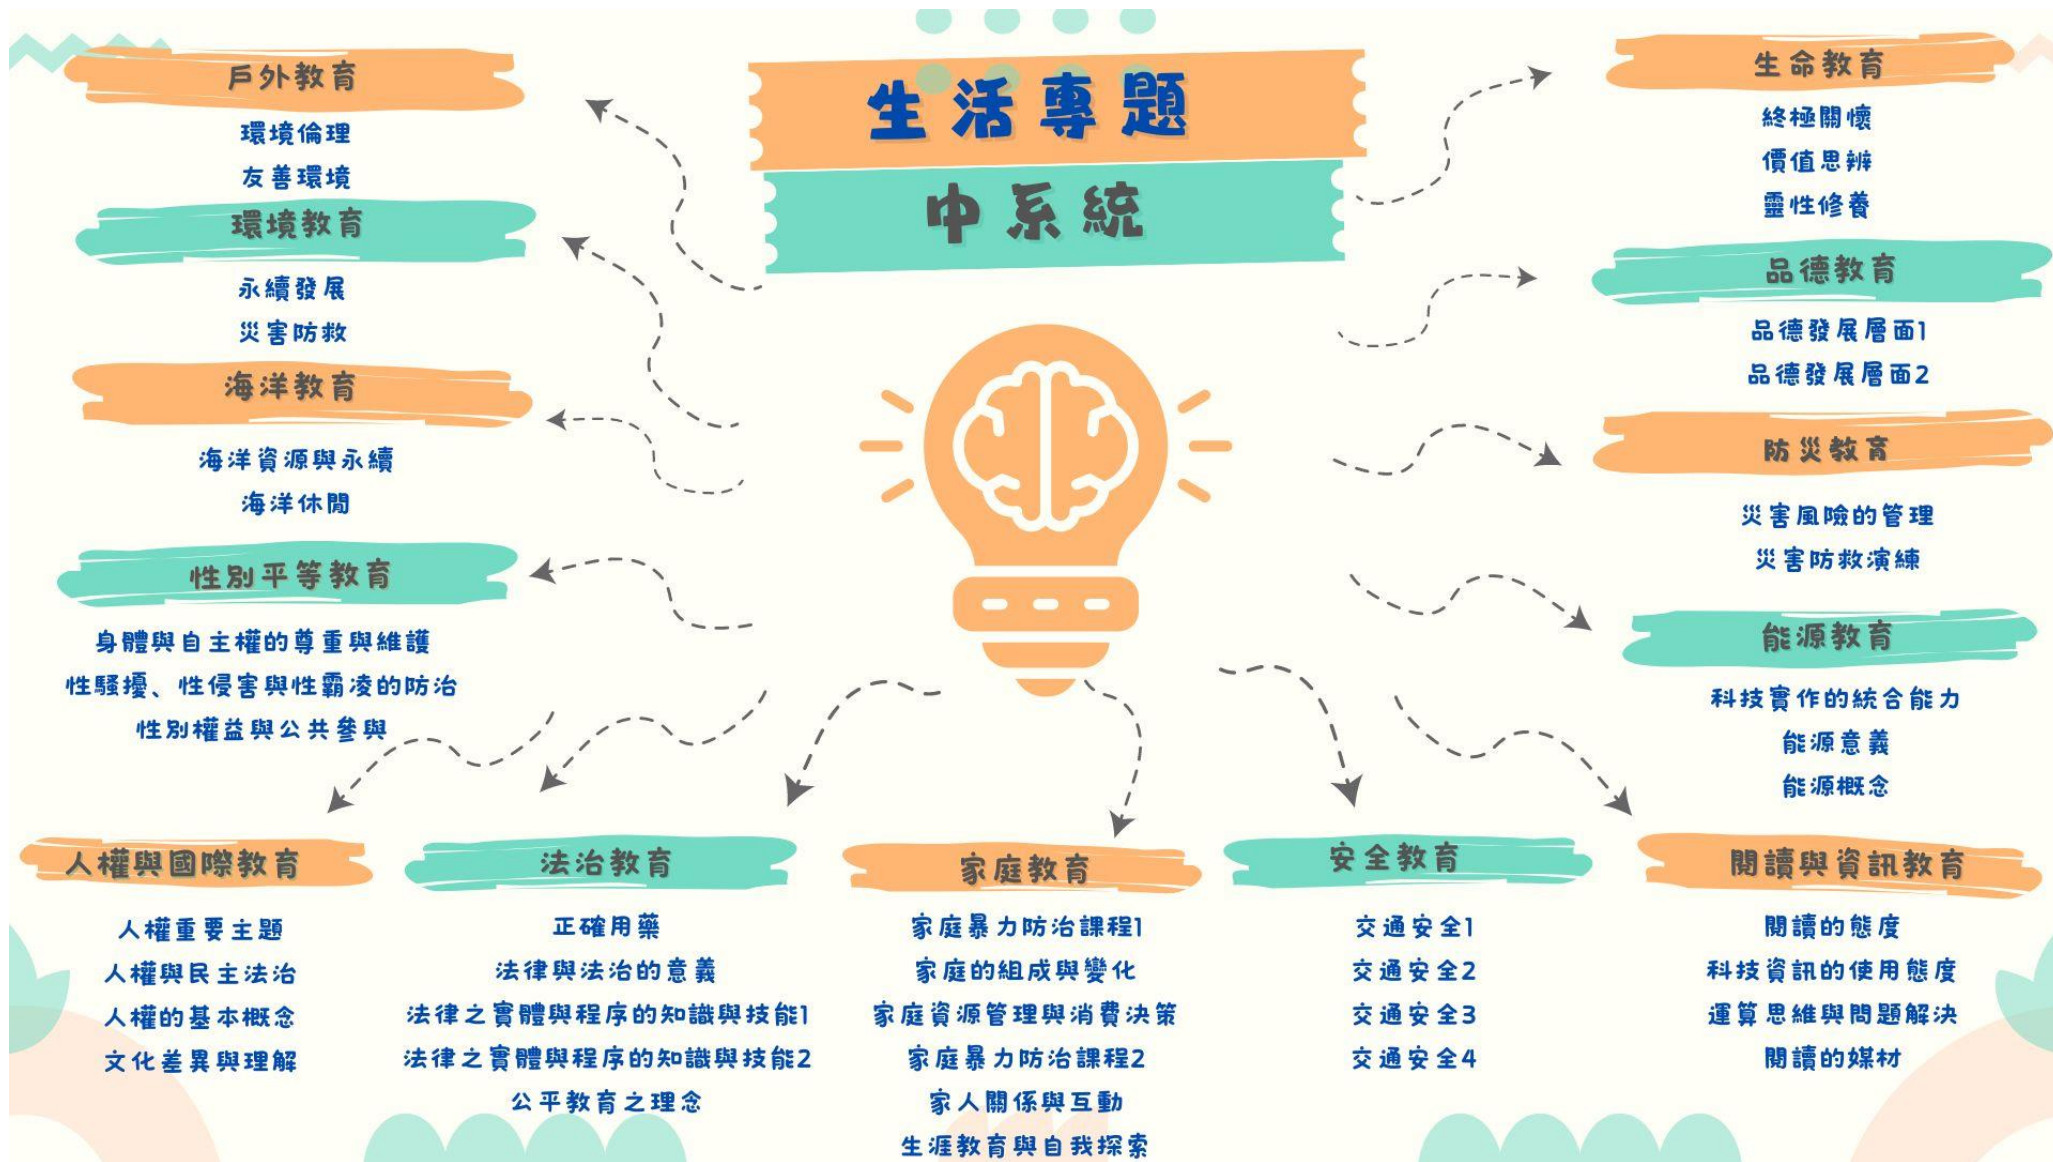 生活專題
中系統
戶外教育
環境倫理
友善環境
環境教育
永續發展
災害防救
海洋教育
海洋資源與永續
海洋休閒
性別平等教育
身體與自主權的尊重與維護
性騷擾、性侵害與性霸凌的防治
性別權益與公共參與
人權與國際教育
人權重要主題
人權與民主法治
人權的基本概念
文化差異與理解
法治教育
正確用藥
法律與法治的意義
法律之實體與程序的知識與技能1
法律之實體與程序的知識與技能2
公平教育之理念
家庭教育
家庭暴力防治課程1
家庭的組成與變化
家庭資源管理與消費決策
家庭暴力防治課程2
家人關係與互動
生涯教育與自我探索
安全教育
交通安全1
交通安全2
交通安全3
交通安全4
生命教育
終極關懷
價值思辨
靈性修養
品德教育
品德發展層面1
品德發展層面2
防災教育
災害風險的管理
災害防救演練
能源教育
科技實作的統合能力
能源意義
能源概念
閱讀與資訊教育
閱讀的態度
科技資訊的使用態度
運算思維與問題解決
閱讀的媒材